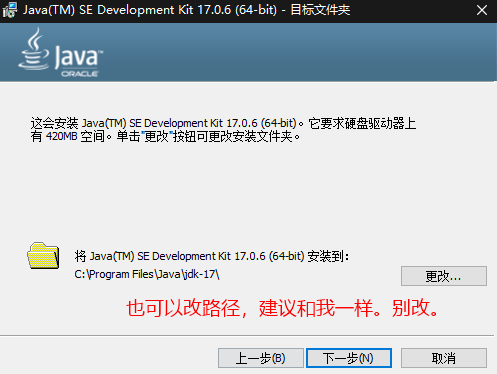 Java(TM) SE Development Kit 17.0.6 (64-bit) - 目标文件夹
Java
ORACLE
这会安装 Java(TM) SE Development Kit 17.0.6 (64-bit)。它要求硬盘驱动器上
有 420MB 空间。单击"更改"按钮可更改安装文件夹。
将 Java(TM) SE Development Kit 17.0.6 (64-bit) 安装到:
C:\Program Files\Java\jdk-17\
更改...
也可以改路径，建议和我一样。别改。
上一步(B) 下一步(N) 取消